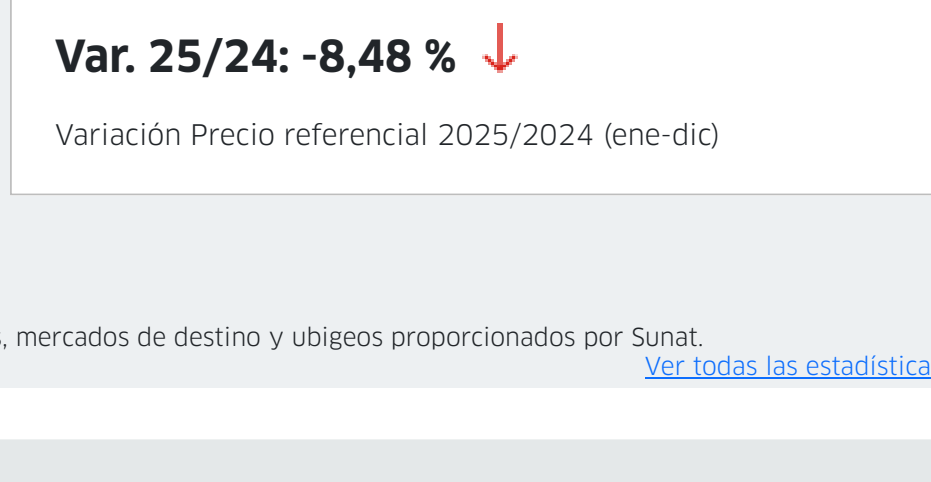 Var. 25/24: -8,48 %
Variación Precio referencial 2025/2024 (ene-dic)
, mercados de destino y ubigeos proporcionados por Sunat.
Ver todas las estadística